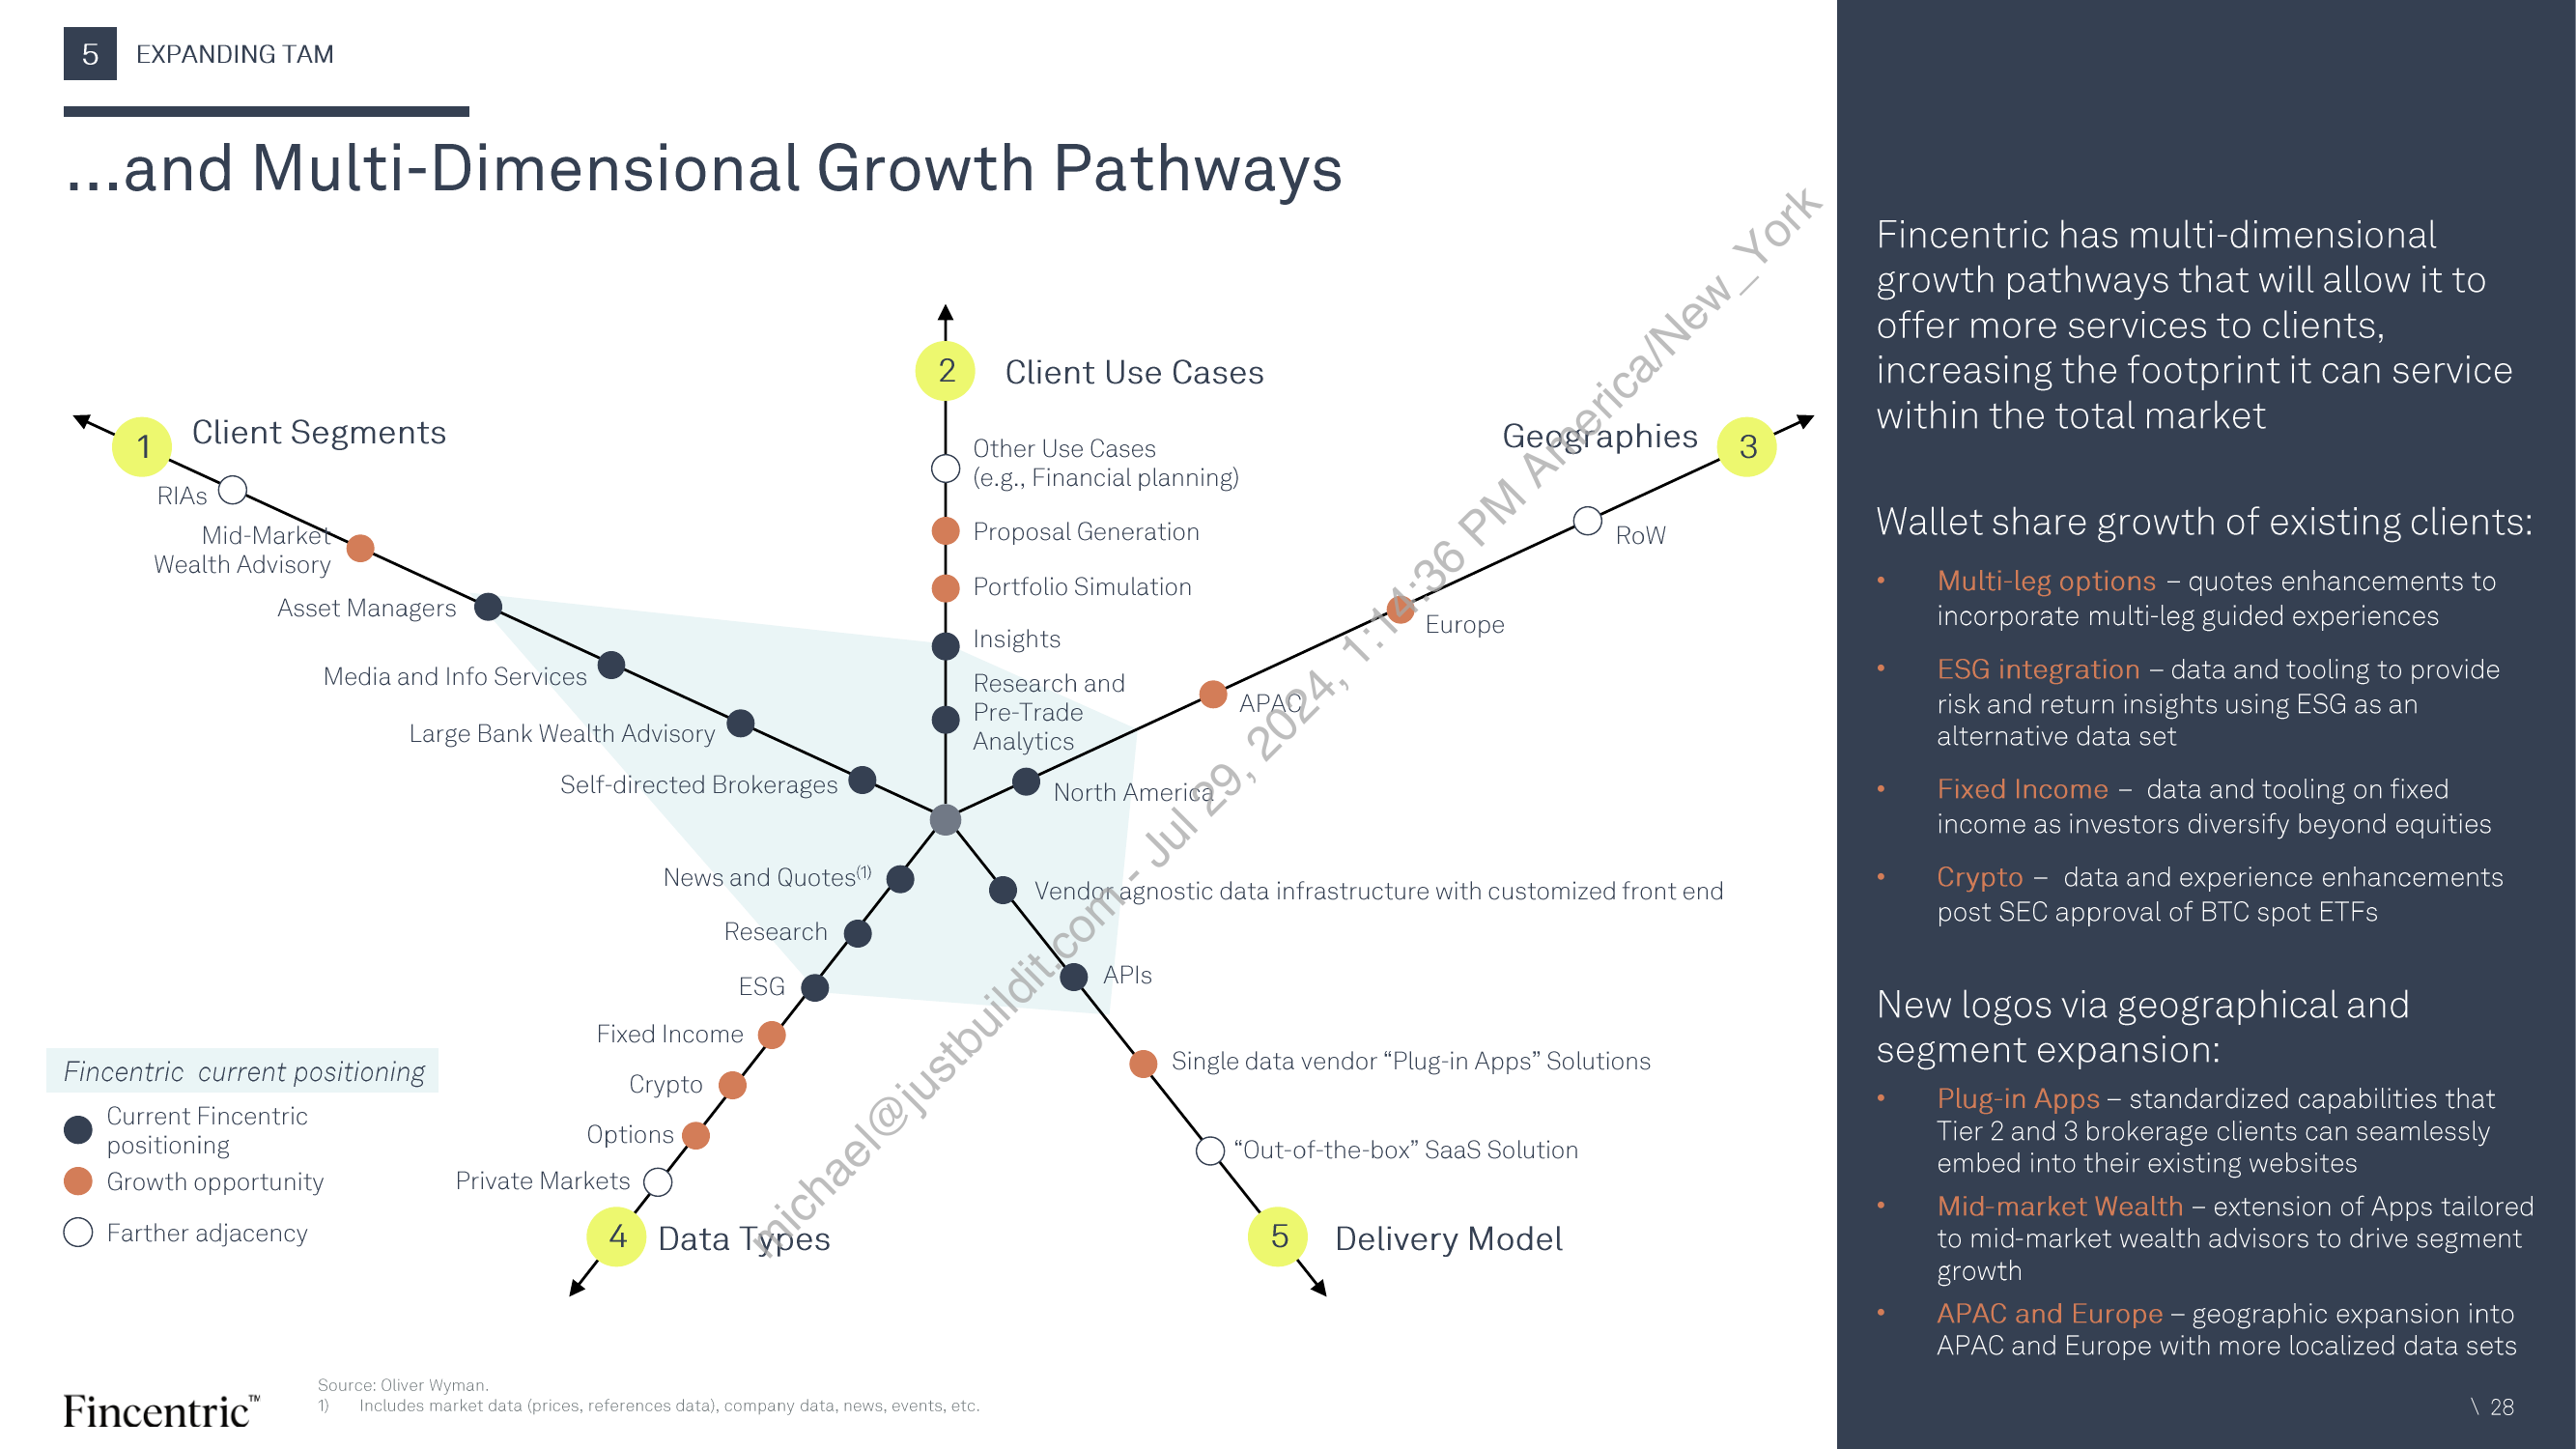 5 EXPANDING TAM
...and Multi-Dimensional Growth Pathways
2 Client Use Cases
1 Client Segments
Geographies 3
Other Use Cases
(e.g., Financial planning)
RIAs
Mid-Market
Wealth Advisory
Proposal Generation
RoW
Asset Managers
Portfolio Simulation
Europe
Insights
Media and Info Services
Research and
Pre-Trade
Analytics
APAC
Large Bank Wealth Advisory
Self-directed Brokerages
North America
News and Quotes(1)
Vendor agnostic data infrastructure with customized front end
Research
APIs
ESG
Fixed Income
Single data vendor “Plug-in Apps” Solutions
Crypto
Options
“Out-of-the-box” SaaS Solution
Private Markets
4 Data Types
5 Delivery Model
Fincentric current positioning
Current Fincentric
positioning
Growth opportunity
Farther adjacency
michael@justbuildit.com - Jul 29, 2024, 1:14:36 PM America/New_York
Fincentric has multi-dimensional
growth pathways that will allow it to
offer more services to clients,
increasing the footprint it can service
within the total market
Wallet share growth of existing clients:
• Multi-leg options – quotes enhancements to
incorporate multi-leg guided experiences
• ESG integration – data and tooling to provide
risk and return insights using ESG as an
alternative data set
• Fixed Income – data and tooling on fixed
income as investors diversify beyond equities
• Crypto – data and experience enhancements
post SEC approval of BTC spot ETFs
New logos via geographical and
segment expansion:
• Plug-in Apps – standardized capabilities that
Tier 2 and 3 brokerage clients can seamlessly
embed into their existing websites
• Mid-market Wealth – extension of Apps tailored
to mid-market wealth advisors to drive segment
growth
• APAC and Europe – geographic expansion into
APAC and Europe with more localized data sets
Fincentric™
Source: Oliver Wyman.
1) Includes market data (prices, references data), company data, news, events, etc.
\ 28